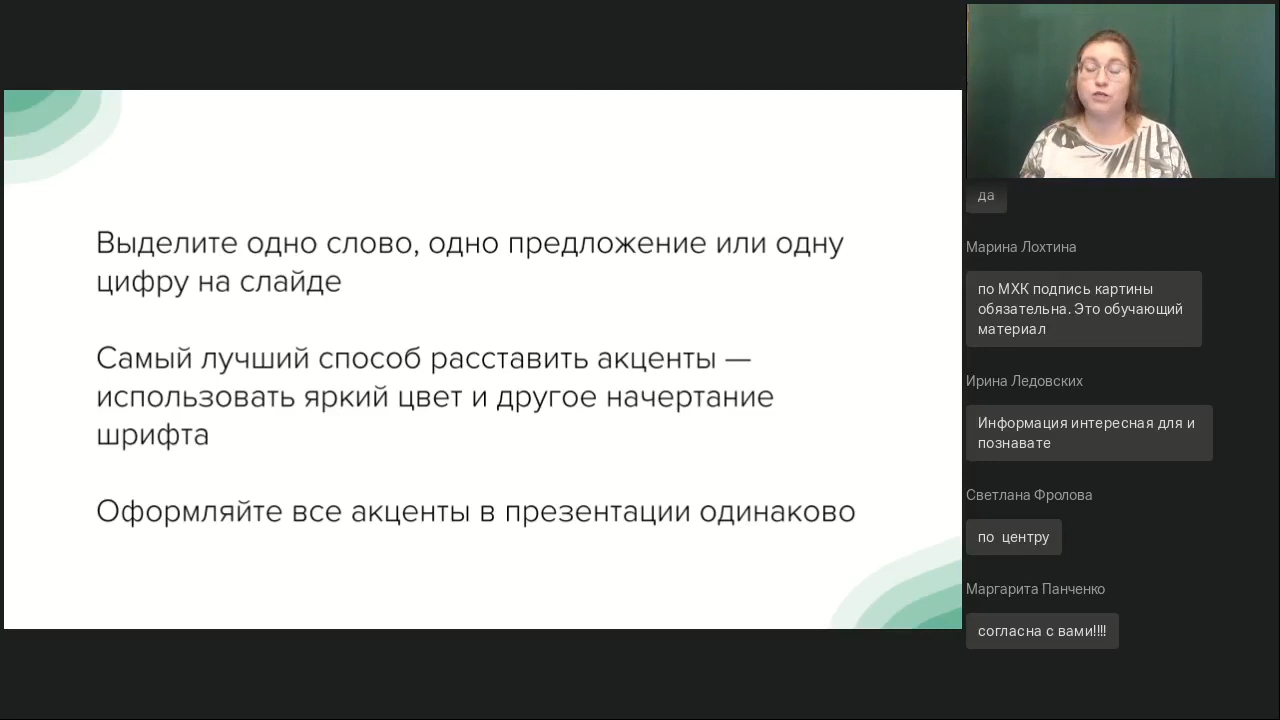 Выделите одно слово, одно предложение или одну
цифру на слайде
Самый лучший способ расставить акценты —
использовать яркий цвет и другое начертание
шрифта
Оформляйте все акценты в презентации одинаково
да
Марина Лохтина
по МХК подпись картины
обязательна. Это обучающий
материал
Ирина Ледовских
Информация интересная для и
познавате
Светлана Фролова
по центру
Маргарита Панченко
согласна с вами!!!!